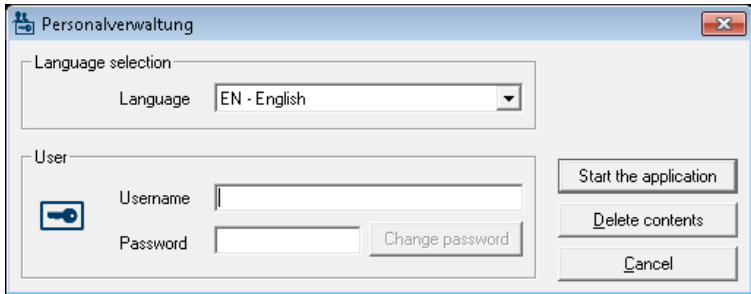 Personalverwaltung
Language selection
Language EN - English
User
Username
Password Change password
Start the application
Delete contents
Cancel